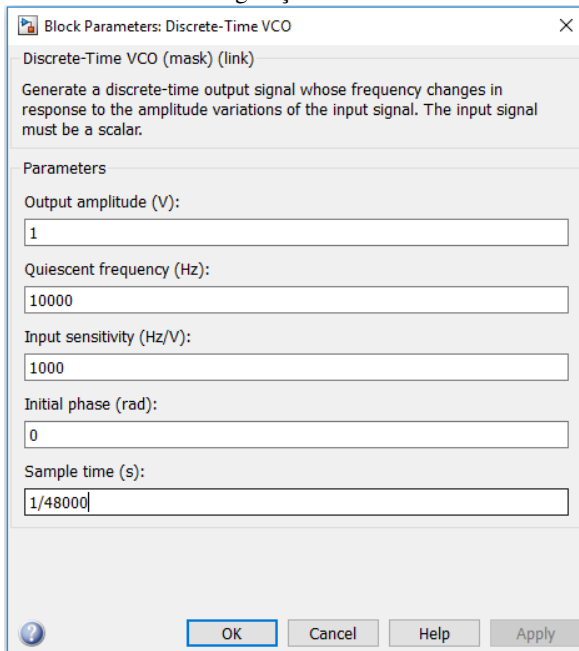 Block Parameters: Discrete-Time VCO
Discrete-Time VCO (mask) (link)
Generate a discrete-time output signal whose frequency changes in
response to the amplitude variations of the input signal. The input signal
must be a scalar.
Parameters
Output amplitude (V):
1
Quiescent frequency (Hz):
10000
Input sensitivity (Hz/V):
1000
Initial phase (rad):
0
Sample time (s):
1/48000
OK Cancel Help Apply